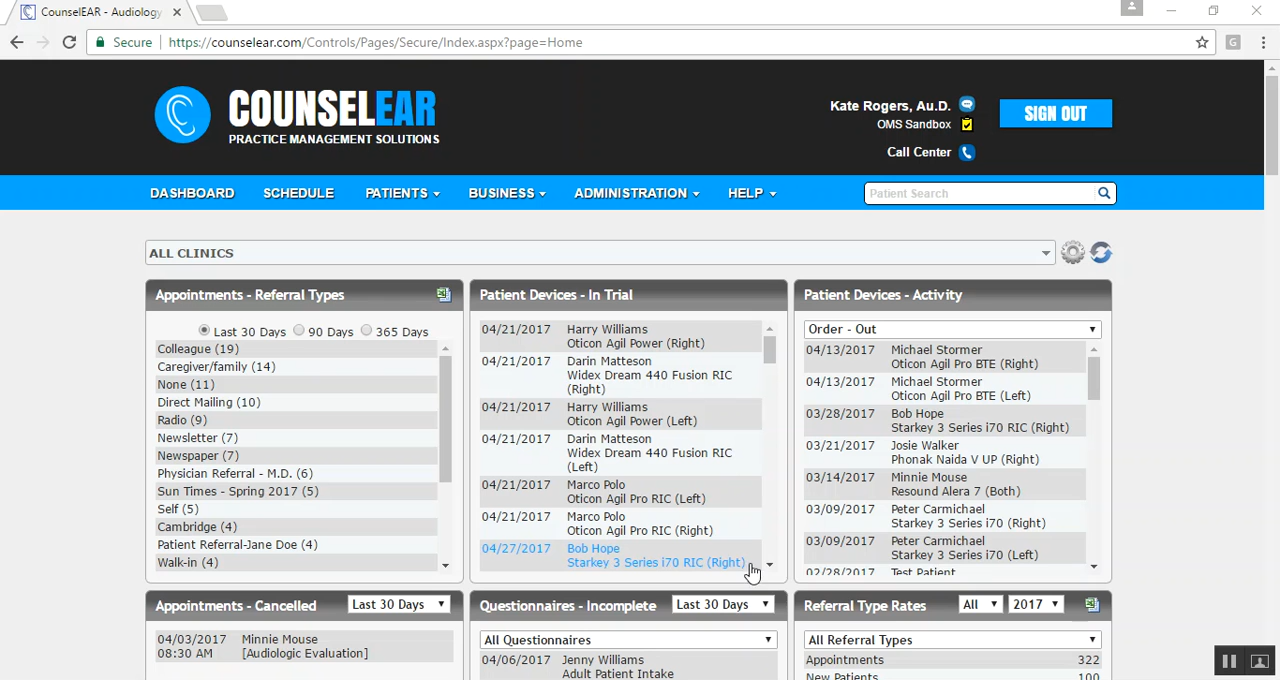 CounselEAR - Audiology
Secure
https://counselear.com/Controls/Pages/Secure/Index.aspx?page=Home
G
COUNSELEAR
PRACTICE MANAGEMENT SOLUTIONS
Kate Rogers, Au.D.
OMS Sandbox
Call Center
SIGN OUT
DASHBOARD SCHEDULE PATIENTS BUSINESS ADMINISTRATION HELP
Patient Search
ALL CLINICS
Appointments - Referral Types
Last 30 Days 90 Days 365 Days
Colleague (19)
Caregiver/family (14)
None (11)
Direct Mailing (10)
Radio (9)
Newsletter (7)
Newspaper (7)
Physician Referral - M.D. (6)
Sun Times - Spring 2017 (5)
Self (5)
Cambridge (4)
Patient Referral-Jane Doe (4)
Walk-in (4)
Patient Devices - In Trial
04/21/2017 Harry Williams
Oticon Agil Power (Right)
04/21/2017 Darin Matteson
Widex Dream 440 Fusion RIC
(Right)
04/21/2017 Harry Williams
Oticon Agil Power (Left)
04/21/2017 Darin Matteson
Widex Dream 440 Fusion RIC
(Left)
04/21/2017 Marco Polo
Oticon Agil Pro RIC (Left)
04/21/2017 Marco Polo
Oticon Agil Pro RIC (Right)
04/27/2017 Bob Hope
Starkey 3 Series i70 RIC (Right)
Patient Devices - Activity
Order - Out
04/13/2017 Michael Stormer
Oticon Agil Pro BTE (Right)
04/13/2017 Michael Stormer
Oticon Agil Pro BTE (Left)
03/28/2017 Bob Hope
Starkey 3 Series i70 RIC (Right)
03/21/2017 Josie Walker
Phonak Naida V UP (Right)
03/14/2017 Minnie Mouse
Resound Alera 7 (Both)
03/09/2017 Peter Carmichael
Starkey 3 Series i70 (Right)
03/09/2017 Peter Carmichael
Starkey 3 Series i70 (Left)
02/28/2017 Test Patient
Appointments - Cancelled Last 30 Days
04/03/2017 Minnie Mouse
08:30 AM [Audiologic Evaluation]
Questionnaires - Incomplete Last 30 Days
All Questionnaires
04/06/2017 Jenny Williams
Adult Patient Intake
Referral Type Rates All 2017
All Referral Types
Appointments 322
New Patients 100